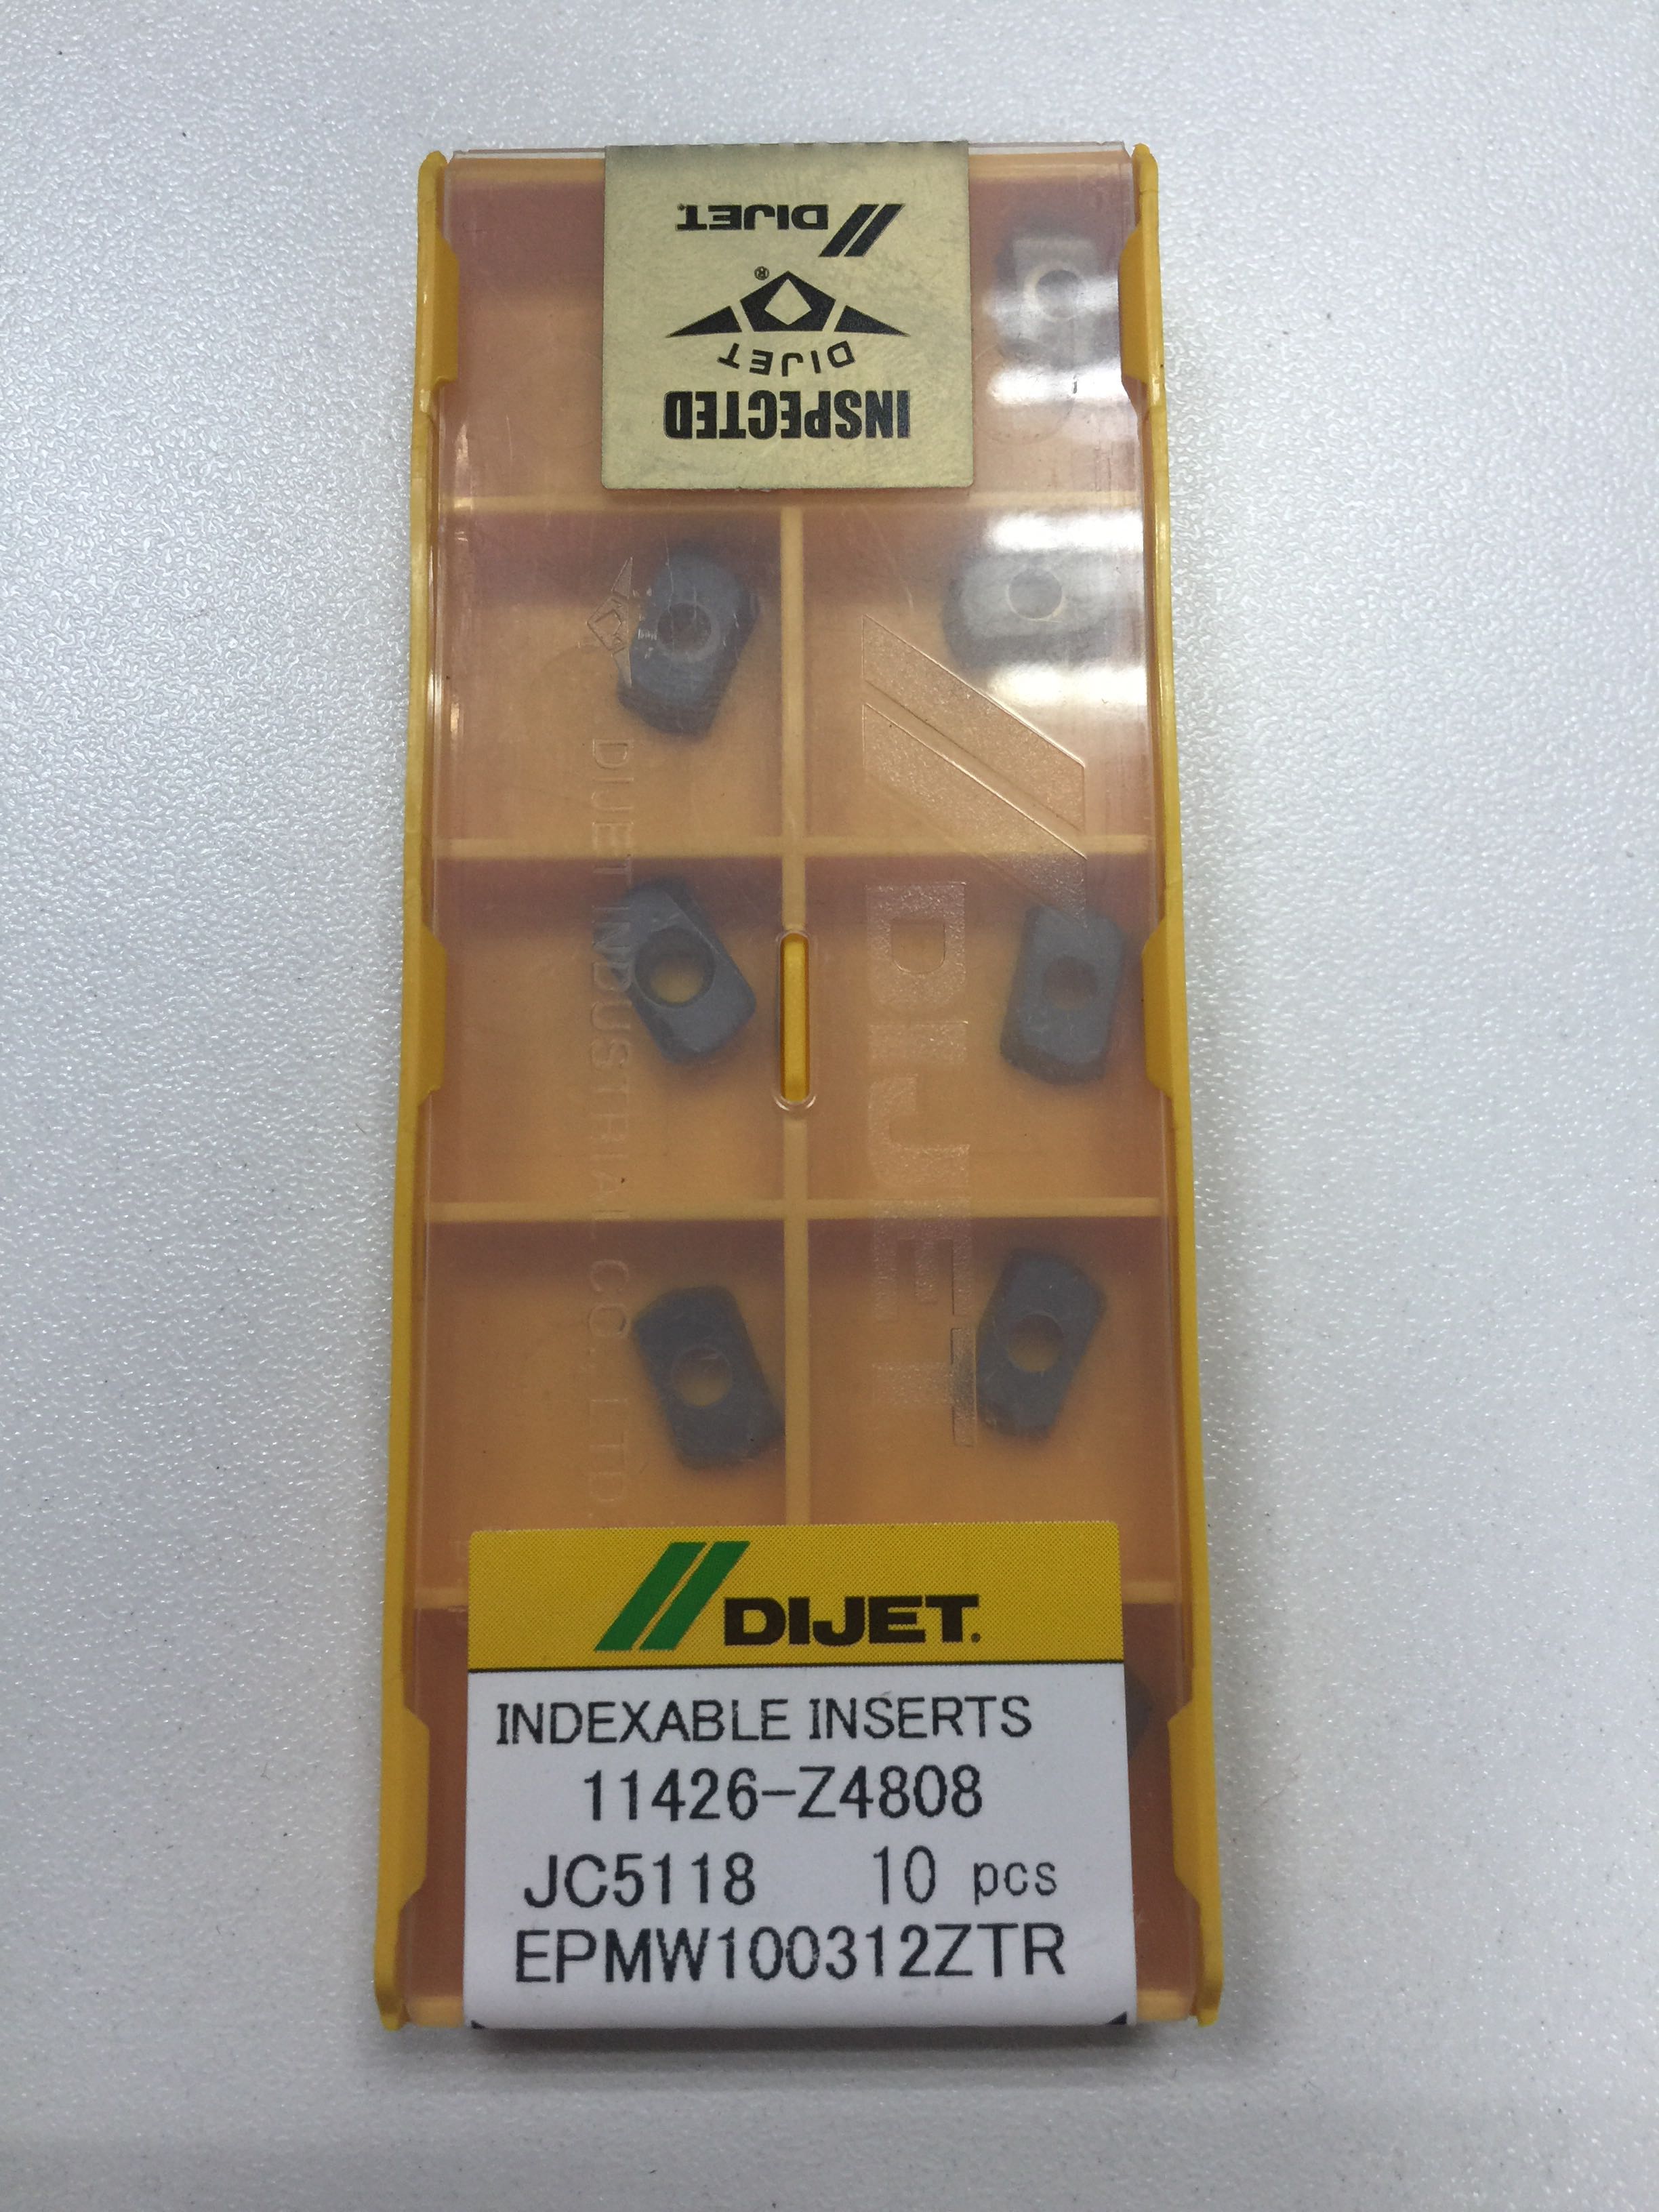 DIJET
DIJET
INSPECTED
DIJET
DIJET INDUSTRIAL CO., LTD.
DIJET
INDEXABLE INSERTS
11426-Z4808
JC5118 10 pcs
EPMW100312ZTR